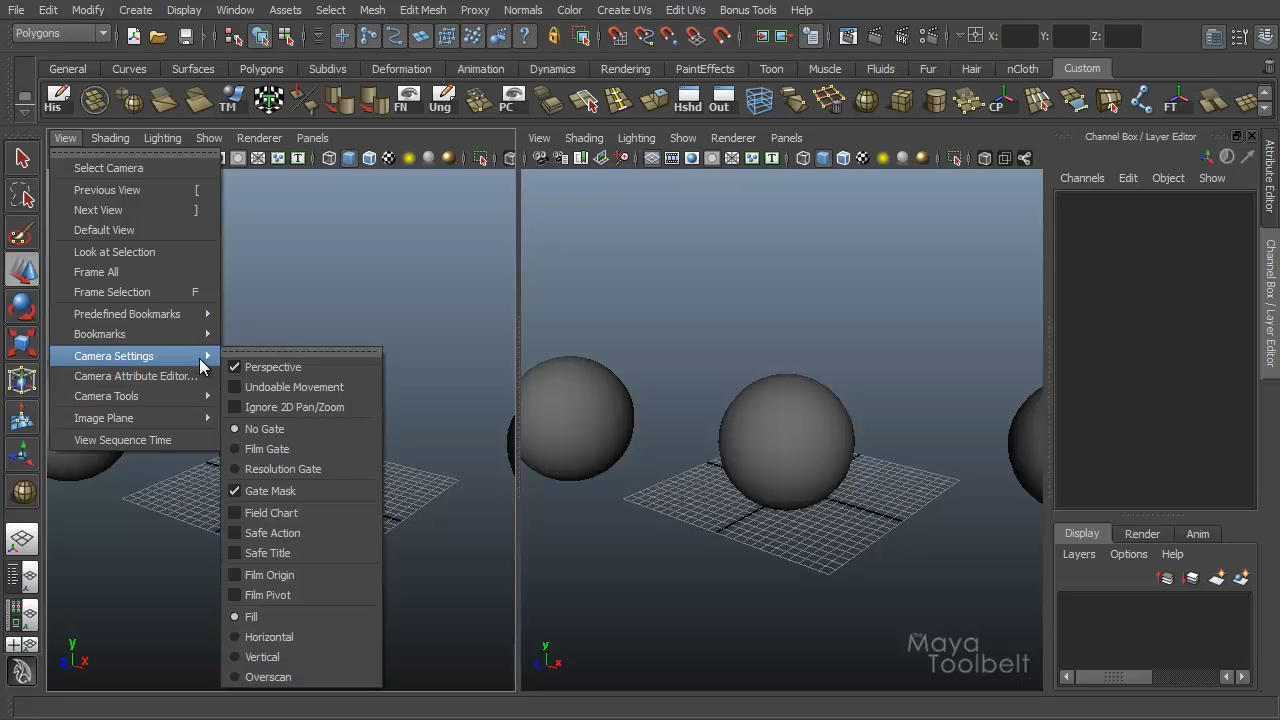 File Edit Modify Create Display Window Assets Select Mesh Edit Mesh Proxy Normals Color Create UVs Edit UVs Bonus Tools Help
Polygons X: Y: Z:
General Curves Surfaces Polygons Subdivs Deformation Animation Dynamics Rendering PaintEffects Toon Muscle Fluids Fur Hair nCloth Custom
His TM FN Ung PC Hshd Out CP FT
View Shading Lighting Show Renderer Panels
View Shading Lighting Show Renderer Panels
Channel Box / Layer Editor
Channels Edit Object Show
Attribute Editor
Channel Box / Layer Editor
Select Camera
Previous View [
Next View ]
Default View
Look at Selection
Frame All
Frame Selection F
Predefined Bookmarks
Bookmarks
Camera Settings
Camera Attribute Editor...
Camera Tools
Image Plane
View Sequence Time
Perspective
Undoable Movement
Ignore 2D Pan/Zoom
No Gate
Film Gate
Resolution Gate
Gate Mask
Field Chart
Safe Action
Safe Title
Film Origin
Film Pivot
Fill
Horizontal
Vertical
Overscan
y
z x
y
z x
the Maya
Toolbelt
Display Render Anim
Layers Options Help